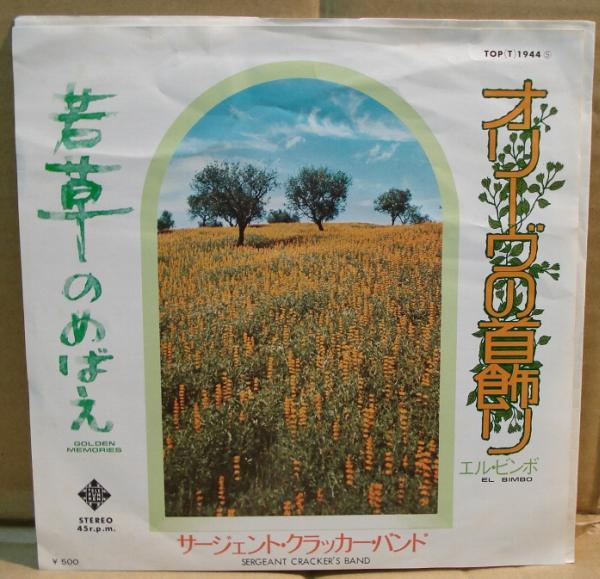 TOP(T)1944⑤
オリーヴの首飾り
エル・ビンボ
EL BIMBO
若草のめばえ
GOLDEN
MEMORIES
STEREO
45r.p.m.
¥500
サージェント・クラッカー・バンド
SERGEANT CRACKER'S BAND